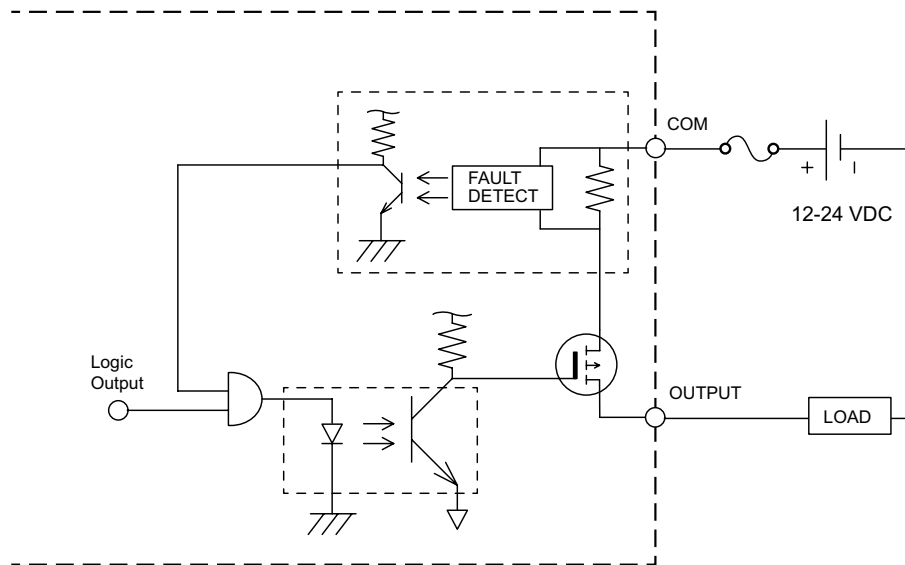 COM
FAULT
DETECT
+ −
12-24 VDC
Logic
Output
OUTPUT
LOAD